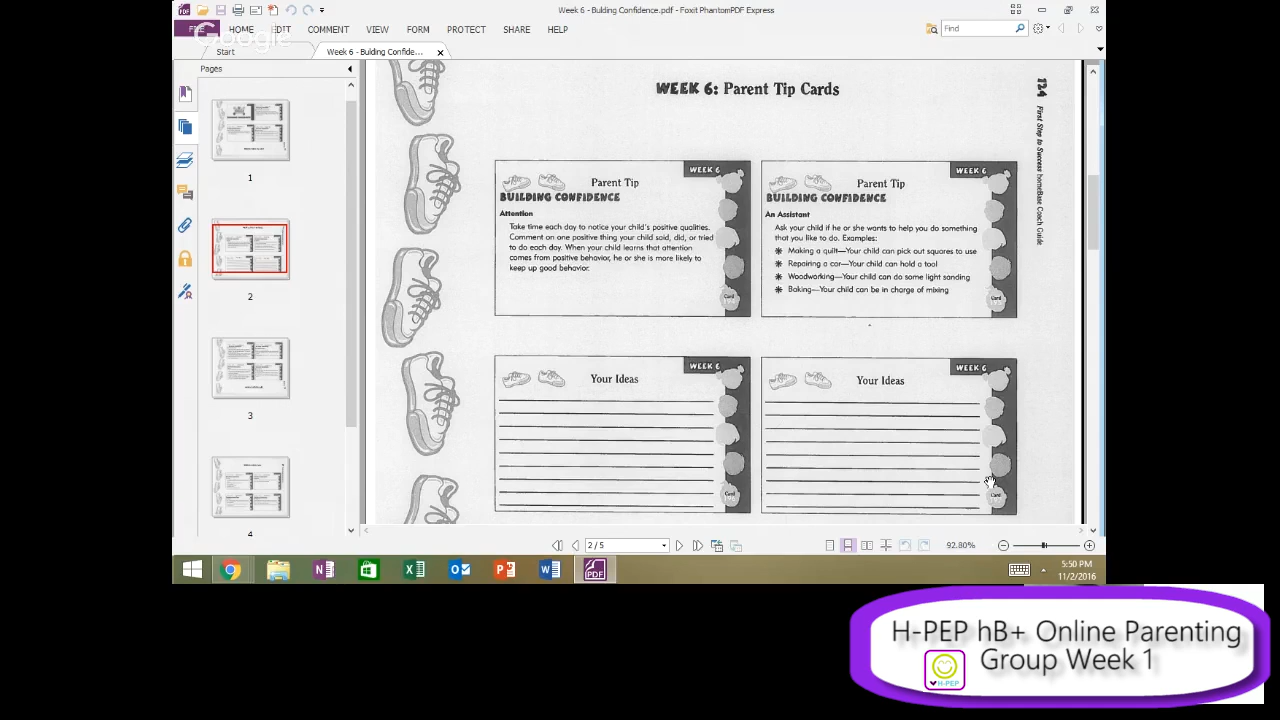 Week 6 - Bulding Confidence.pdf - Foxit PhantomPDF Express
FILE HOME EDIT COMMENT VIEW FORM PROTECT SHARE HELP
Google
Find
Start
Week 6 - Bulding Confide...
Pages
1
2
3
4
WEEK 6: Parent Tip Cards
124 First Step to Success homeBase Coach Guide
WEEK 6
Parent Tip
BUILDING CONFIDENCE
Attention
Take time each day to notice your child's positive qualities.
Comment on one positive thing your child said, did, or tried
to do each day. When your child learns that attention
comes from positive behavior, he or she is more likely to
keep up good behavior.
Card
WEEK 6
Parent Tip
BUILDING CONFIDENCE
An Assistant
Ask your child if he or she wants to help you do something
that you like to do. Examples:
Making a quilt—Your child can pick out squares to use
Repairing a car—Your child can hold a tool
Woodworking—Your child can do some light sanding
Baking—Your child can be in charge of mixing
Card
WEEK 6
Your Ideas
Card
WEEK 6
Your Ideas
Card
2 / 5
92.80%
5:50 PM
11/2/2016
H-PEP hB+ Online Parenting
Group Week 1
H-PEP